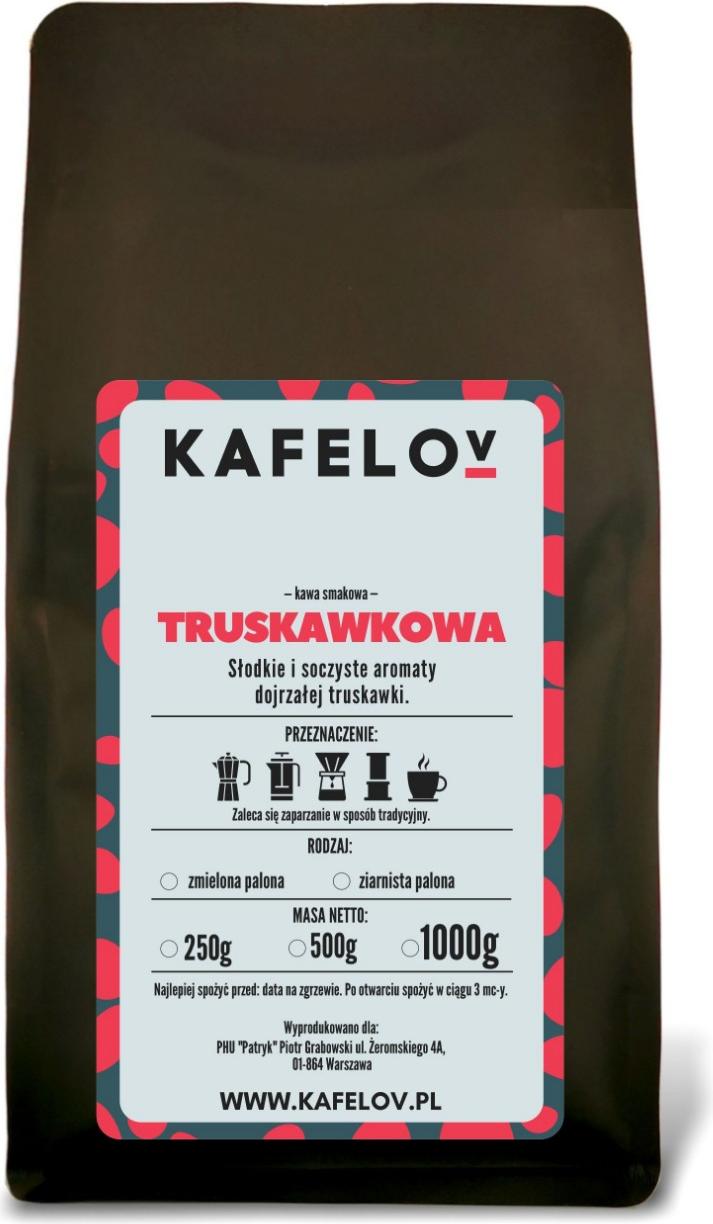 KAFELOV
– kawa smakowa –
TRUSKAWKOWA
Słodkie i soczyste aromaty
dojrzałej truskawki.
PRZEZNACZENIE:
Zaleca się zaparzanie w sposób tradycyjny.
RODZAJ:
zmielona palona ziarnista palona
MASA NETTO:
250g 500g 1000g
Najlepiej spożyć przed: data na zgrzewie. Po otwarciu spożyć w ciągu 3 mc-y.
Wyprodukowano dla:
PHU "Patryk" Piotr Grabowski ul. Żeromskiego 4A,
01-864 Warszawa
WWW.KAFELOV.PL